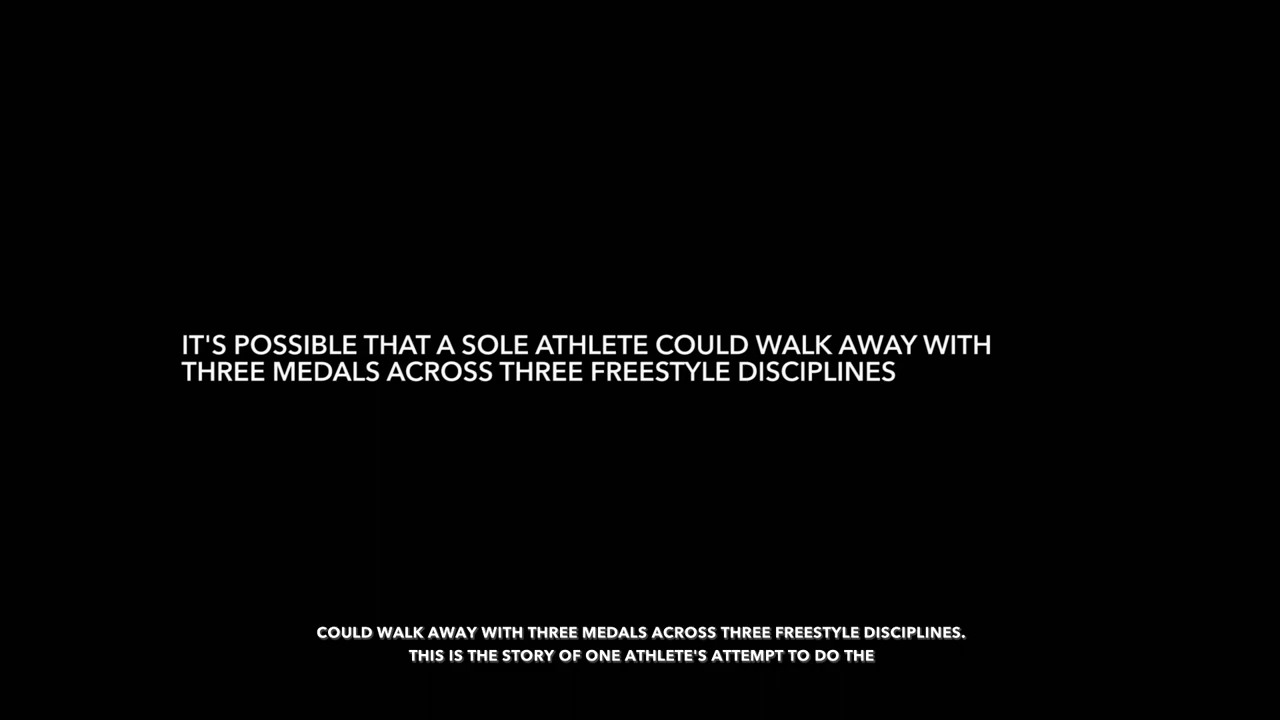 IT'S POSSIBLE THAT A SOLE ATHLETE COULD WALK AWAY WITH
THREE MEDALS ACROSS THREE FREESTYLE DISCIPLINES
COULD WALK AWAY WITH THREE MEDALS ACROSS THREE FREESTYLE DISCIPLINES.
THIS IS THE STORY OF ONE ATHLETE'S ATTEMPT TO DO THE